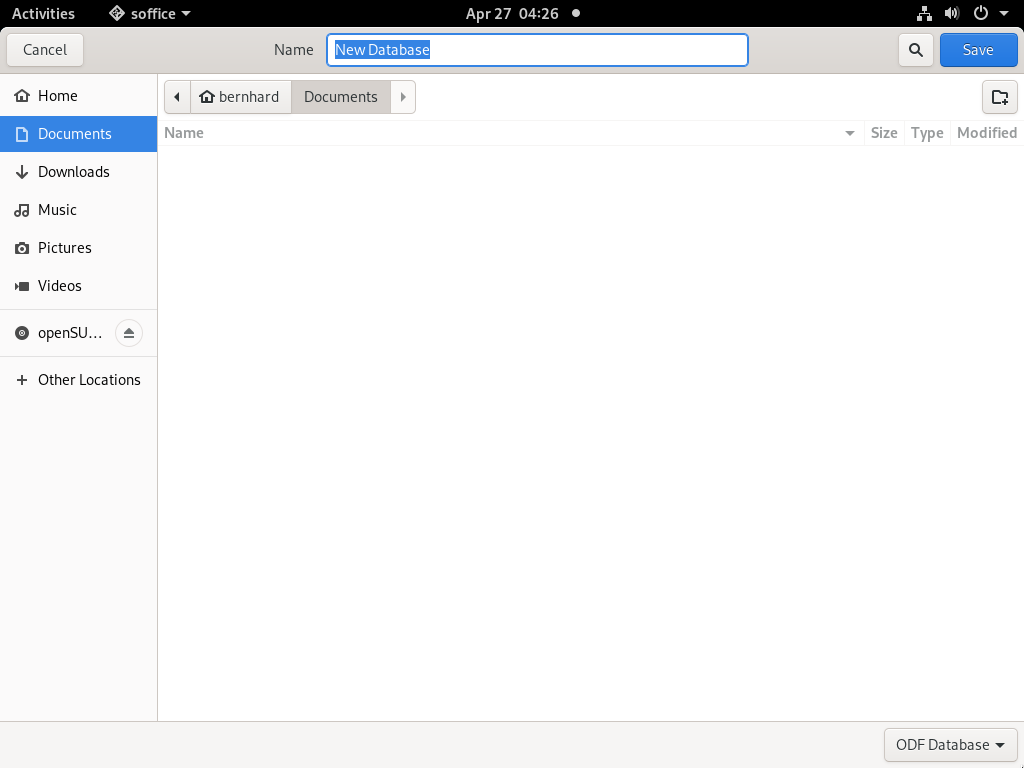 Activities soffice Apr 27 04:26
Cancel Name New Database Save
Home bernhard Documents
Documents Name Size Type Modified
Downloads
Music
Pictures
Videos
openSU…
Other Locations
ODF Database